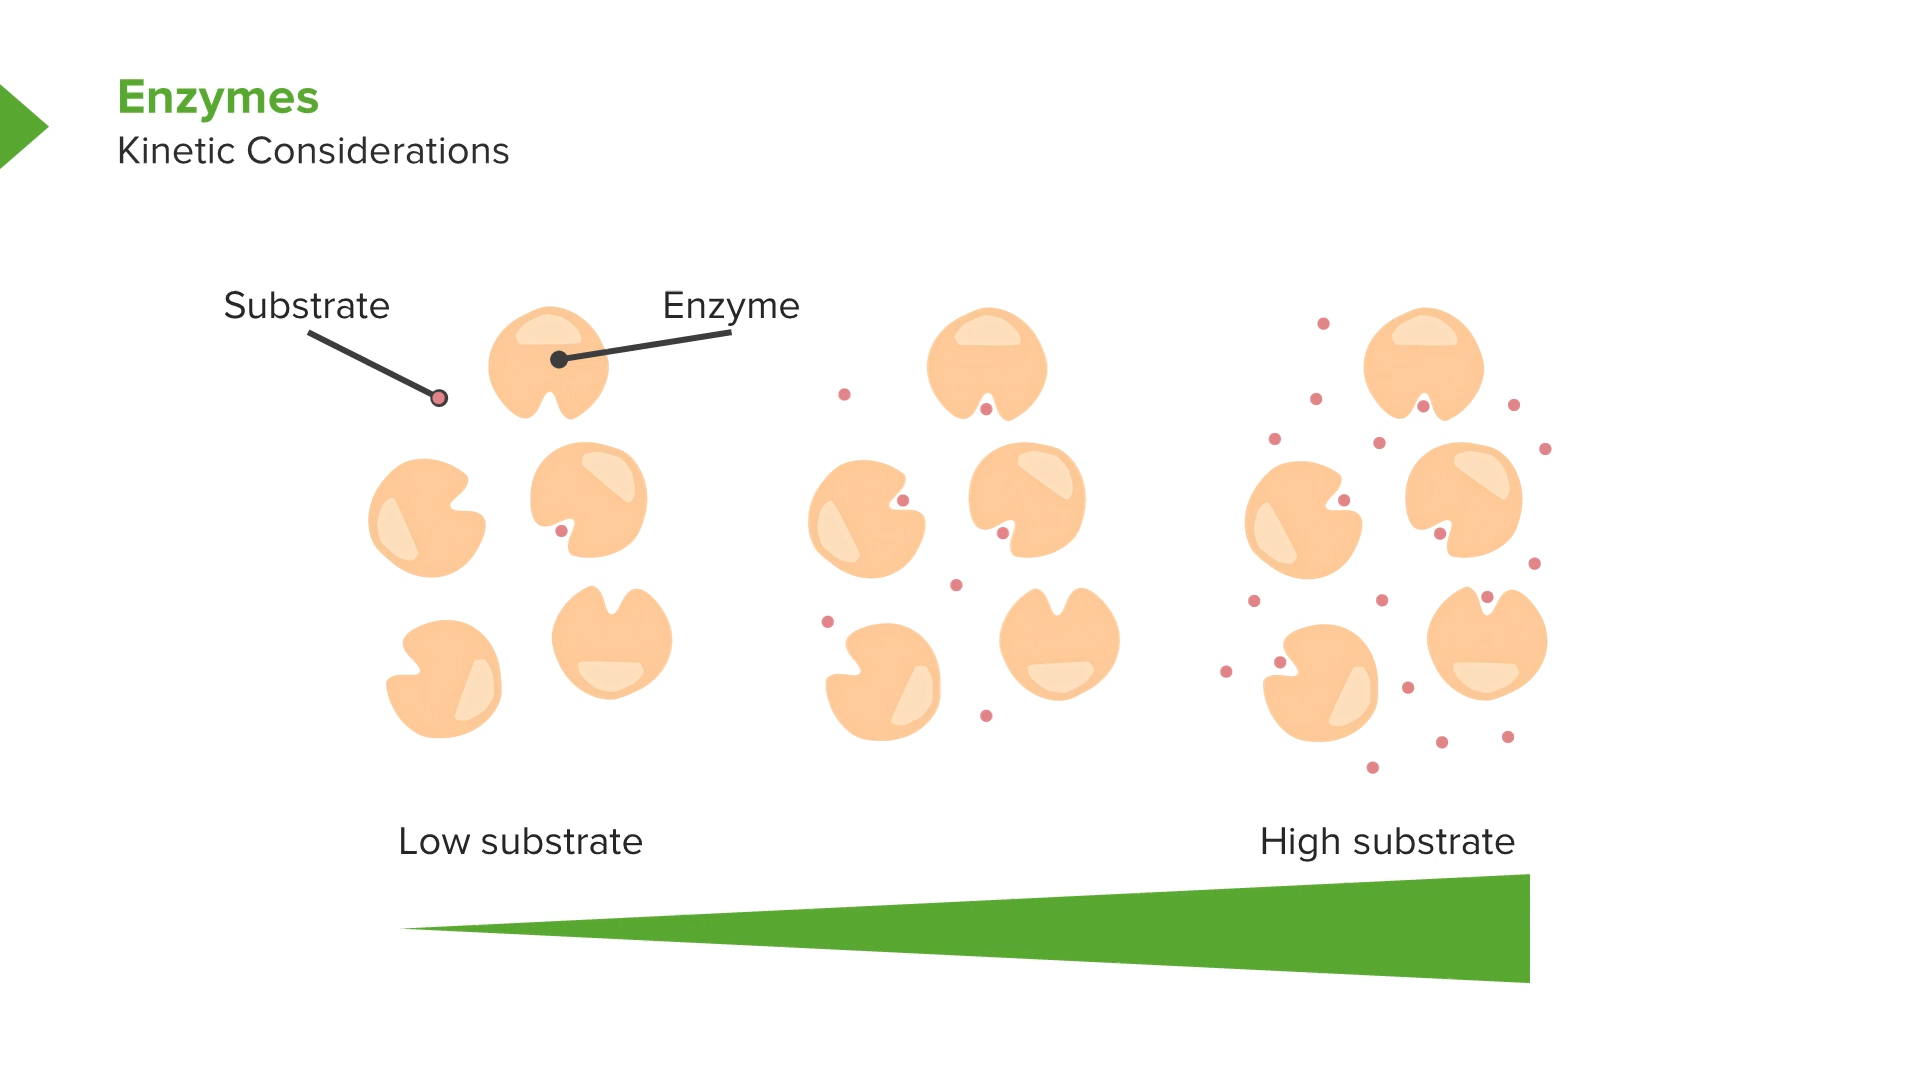 Enzymes
Kinetic Considerations
Substrate
Enzyme
Low substrate
High substrate